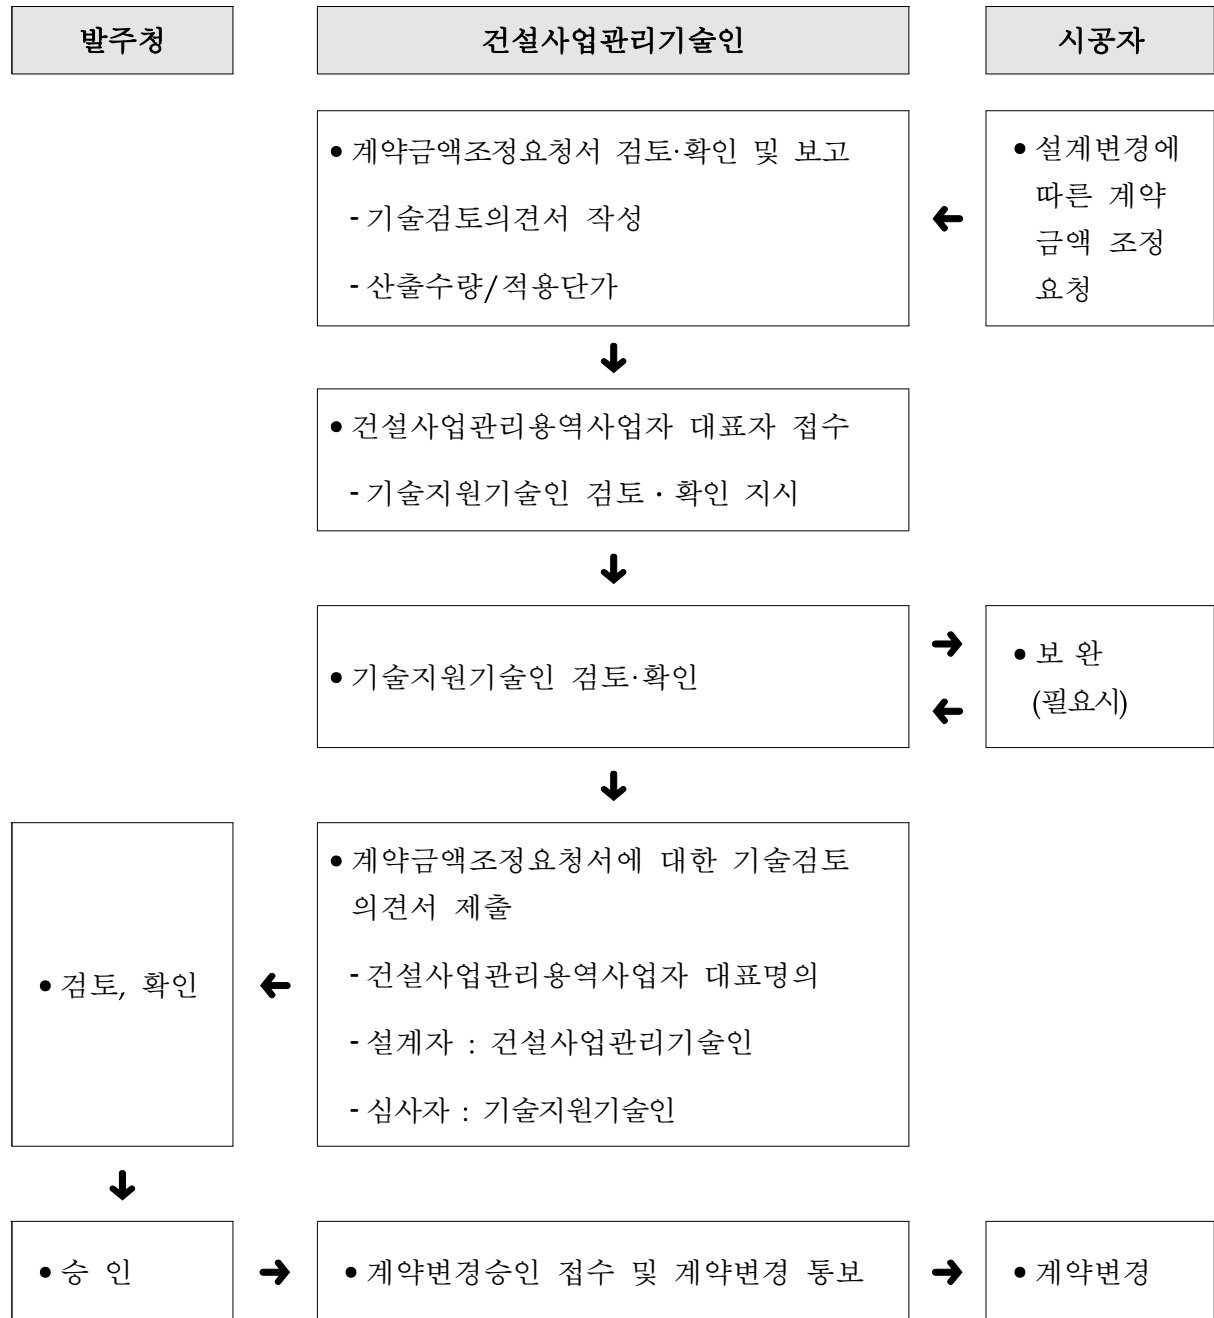 발주청
건설사업관리기술인
시공자
• 계약금액조정요청서 검토·확인 및 보고
- 기술검토의견서 작성
- 산출수량/적용단가
• 설계변경에
따른 계약
금액 조정
요청
• 건설사업관리용역사업자 대표자 접수
- 기술지원기술인 검토·확인 지시
• 기술지원기술인 검토·확인
• 보 완
(필요시)
• 검토, 확인
• 계약금액조정요청서에 대한 기술검토
의견서 제출
- 건설사업관리용역사업자 대표명의
- 설계자 : 건설사업관리기술인
- 심사자 : 기술지원기술인
• 승 인
• 계약변경승인 접수 및 계약변경 통보
• 계약변경